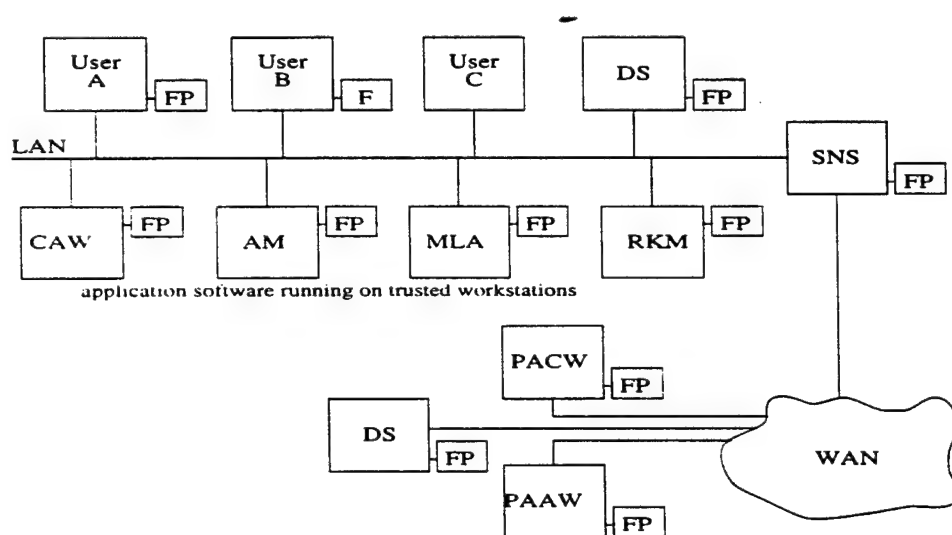 User
A
FP
User
B
F
User
C
DS
FP
LAN
SNS
FP
CAW
FP
AM
FP
MLA
FP
RKM
FP
application software running on trusted workstations
PACW
FP
DS
FP
WAN
PAAW
FP